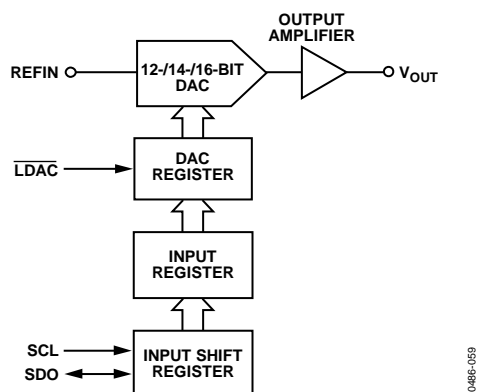 OUTPUT
AMPLIFIER
REFIN
12-/14-/16-BIT
DAC
VOUT
LDAC
DAC
REGISTER
INPUT
REGISTER
SCL
SDO
INPUT SHIFT
REGISTER
0486-059